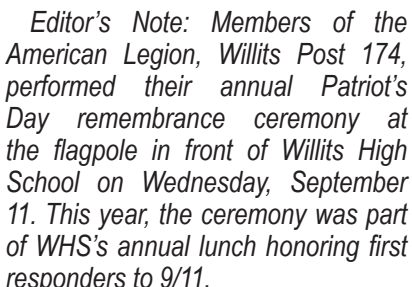 Editor’s Note: Members of the
American Legion, Willits Post 174,
performed their annual Patriot’s
Day remembrance ceremony at
the flagpole in front of Willits High
School on Wednesday, September
11. This year, the ceremony was part
of WHS’s annual lunch honoring first
responders to 9/11.